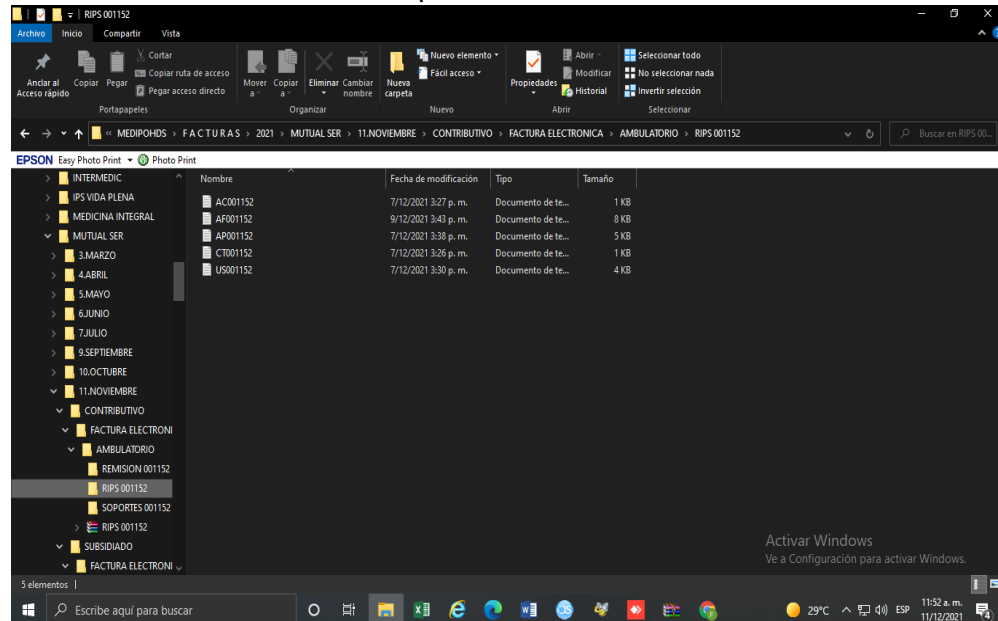 RIPS 001152
Archivo Inicio Compartir Vista
Anclar al Acceso rápido
Copiar
Pegar
Cortar
Copiar ruta de acceso
Pegar acceso directo
Portapapeles
Mover a
Copiar a
Eliminar
Cambiar nombre
Organizar
Nueva carpeta
Nuevo elemento
Fácil acceso
Nuevo
Propiedades
Abrir
Modificar
Historial
Abrir
Seleccionar todo
No seleccionar nada
Invertir selección
Seleccionar
« MEDIPOHDS > F A C T U R A S > 2021 > MUTUAL SER > 11.NOVIEMBRE > CONTRIBUTIVO > FACTURA ELECTRONICA > AMBULATORIO > RIPS 001152
Buscar en RIPS 00...
EPSON Easy Photo Print Photo Print
INTERMEDIC
IPS VIDA PLENA
MEDICINA INTEGRAL
MUTUAL SER
3.MARZO
4.ABRIL
5.MAYO
6.JUNIO
7.JULIO
9.SEPTIEMBRE
10.OCTUBRE
11.NOVIEMBRE
CONTRIBUTIVO
FACTURA ELECTRONI
AMBULATORIO
REMISION 001152
RIPS 001152
SOPORTES 001152
RIPS 001152
SUBSIDIADO
FACTURA ELECTRONI
Nombre Fecha de modificación Tipo Tamaño
AC001152 7/12/2021 3:27 p. m. Documento de te... 1 KB
AF001152 9/12/2021 3:43 p. m. Documento de te... 8 KB
AP001152 7/12/2021 3:38 p. m. Documento de te... 5 KB
CT001152 7/12/2021 3:26 p. m. Documento de te... 1 KB
US001152 7/12/2021 3:30 p. m. Documento de te... 4 KB
Activar Windows
Ve a Configuración para activar Windows.
5 elementos
Escribe aquí para buscar
29°C
ESP
11:52 a. m.
11/12/2021
4